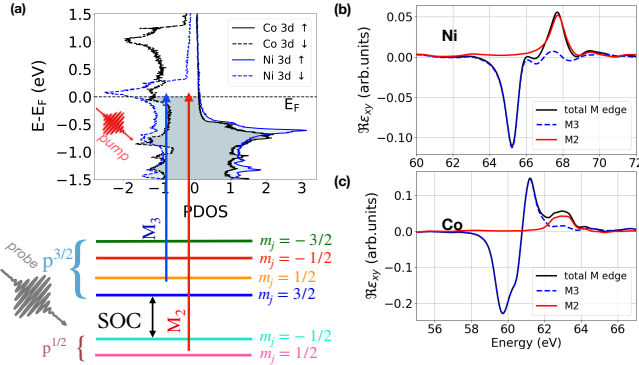 (a)
1.5
1.0
0.5
0.0
−0.5
−1.0
−1.5
E-E_F (eV)
Co 3d ↑
Co 3d ↓
Ni 3d ↑
Ni 3d ↓
E_F
pump
−2 −1 0 1 2 3
PDOS
M_3
M_2
probe
p^{3/2}
m_j = − 3/2
m_j = − 1/2
m_j = 1/2
m_j = 3/2
SOC
p^{1/2}
m_j = − 1/2
m_j = 1/2
(b)
Ni
0.05
0.00
−0.05
−0.10
ℜε_{xy} (arb.units)
total M edge
M3
M2
60 62 64 66 68 70 72
(c)
Co
0.1
0.0
−0.1
−0.2
ℜε_{xy} (arb.units)
total M edge
M3
M2
56 58 60 62 64 66
Energy (eV)